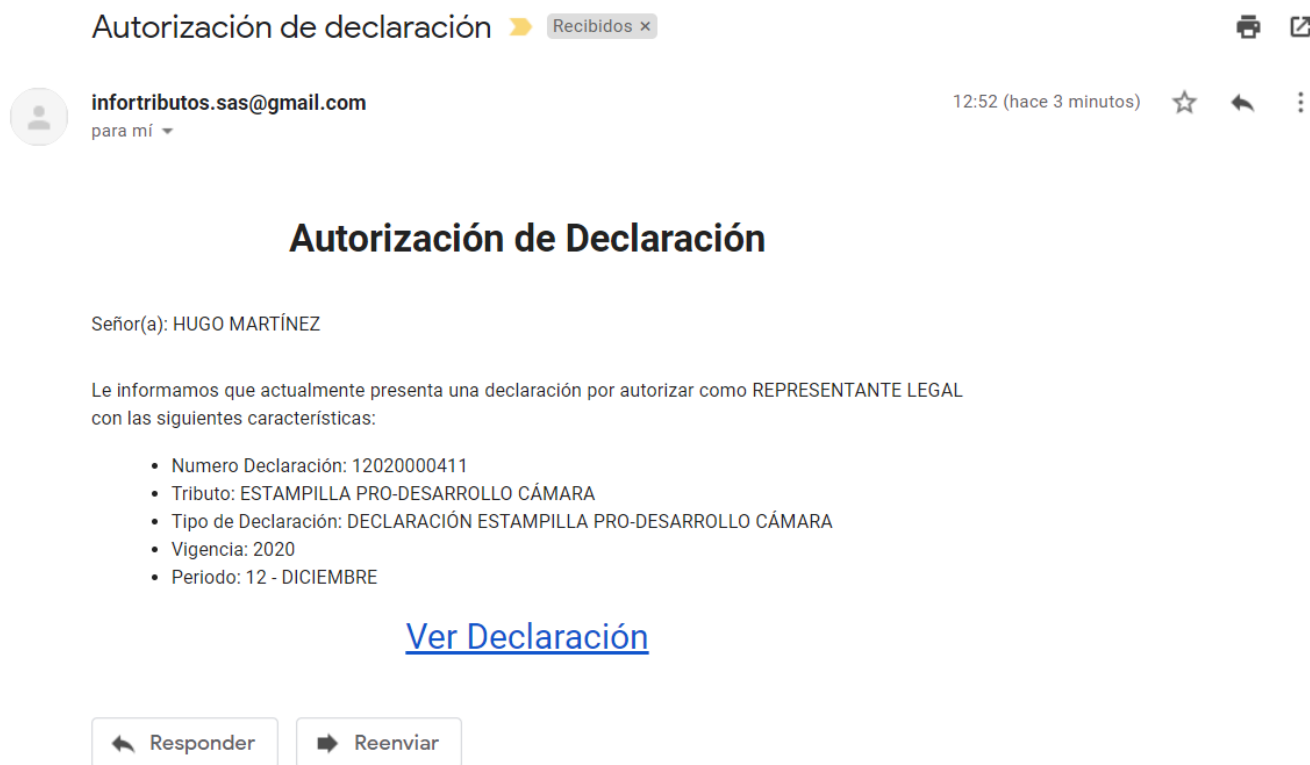 Autorización de declaración Recibidos ×
infortributos.sas@gmail.com 12:52 (hace 3 minutos)
para mí
Autorización de Declaración
Señor(a): HUGO MARTÍNEZ
Le informamos que actualmente presenta una declaración por autorizar como REPRESENTANTE LEGAL
con las siguientes características:
• Numero Declaración: 12020000411
• Tributo: ESTAMPILLA PRO-DESARROLLO CÁMARA
• Tipo de Declaración: DECLARACIÓN ESTAMPILLA PRO-DESARROLLO CÁMARA
• Vigencia: 2020
• Periodo: 12 - DICIEMBRE
Ver Declaración
Responder Reenviar